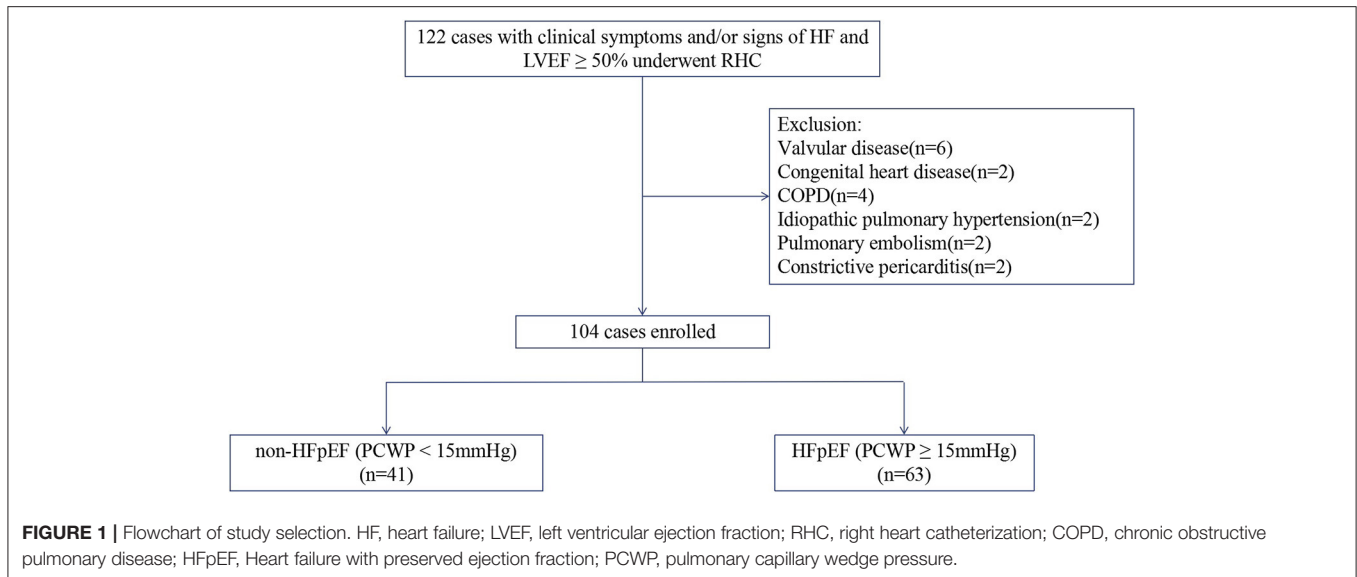 122 cases with clinical symptoms and/or signs of HF and
LVEF ≥ 50% underwent RHC
Exclusion:
Valvular disease(n=6)
Congenital heart disease(n=2)
COPD(n=4)
Idiopathic pulmonary hypertension(n=2)
Pulmonary embolism(n=2)
Constrictive pericarditis(n=2)
104 cases enrolled
non-HFpEF (PCWP < 15mmHg)
(n=41)
HFpEF (PCWP ≥ 15mmHg)
(n=63)
FIGURE 1 | Flowchart of study selection. HF, heart failure; LVEF, left ventricular ejection fraction; RHC, right heart catheterization; COPD, chronic obstructive
pulmonary disease; HFpEF, Heart failure with preserved ejection fraction; PCWP, pulmonary capillary wedge pressure.